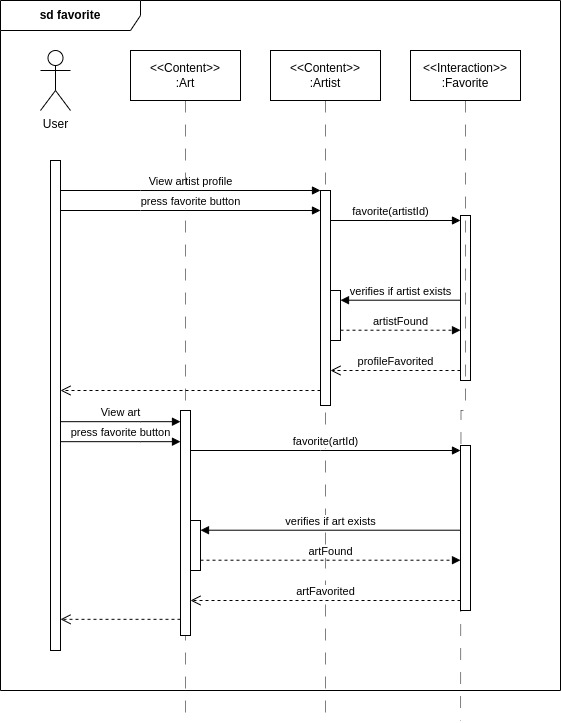 sd favorite
<<Content>>
:Art
<<Content>>
:Artist
<<Interaction>>
:Favorite
User
View artist profile
press favorite button
favorite(artistId)
verifies if artist exists
artistFound
profileFavorited
View art
press favorite button
favorite(artId)
verifies if art exists
artFound
artFavorited